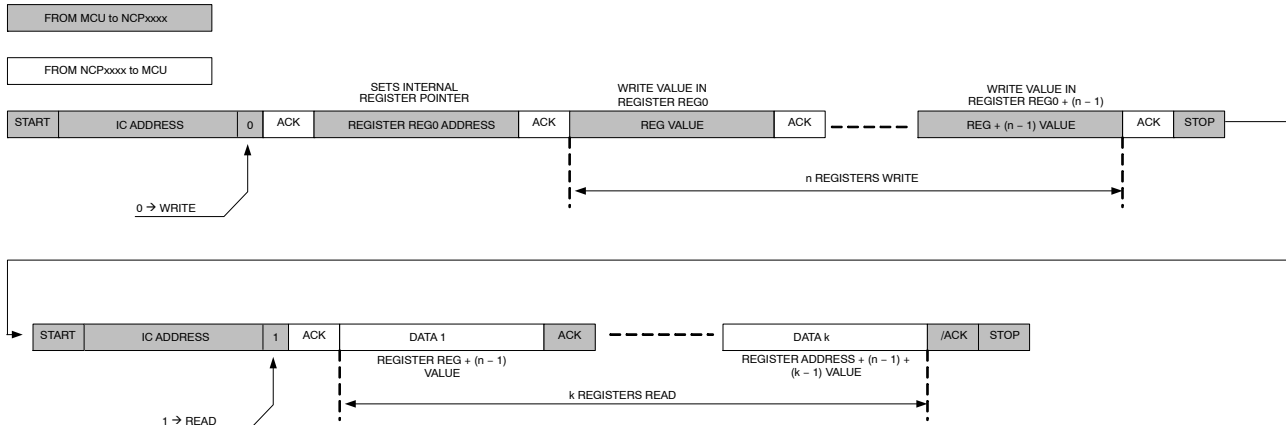 FROM MCU to NCPxxxx
FROM NCPxxxx to MCU
SETS INTERNAL
REGISTER POINTER
WRITE VALUE IN
REGISTER REG0
WRITE VALUE IN
REGISTER REG0 + (n − 1)
START IC ADDRESS 0 ACK REGISTER REG0 ADDRESS ACK REG VALUE ACK REG + (n − 1) VALUE ACK STOP
n REGISTERS WRITE
0 → WRITE
START IC ADDRESS 1 ACK DATA 1 ACK DATA k /ACK STOP
REGISTER REG + (n − 1)
VALUE
REGISTER ADDRESS + (n − 1) +
(k − 1) VALUE
k REGISTERS READ
1 → READ